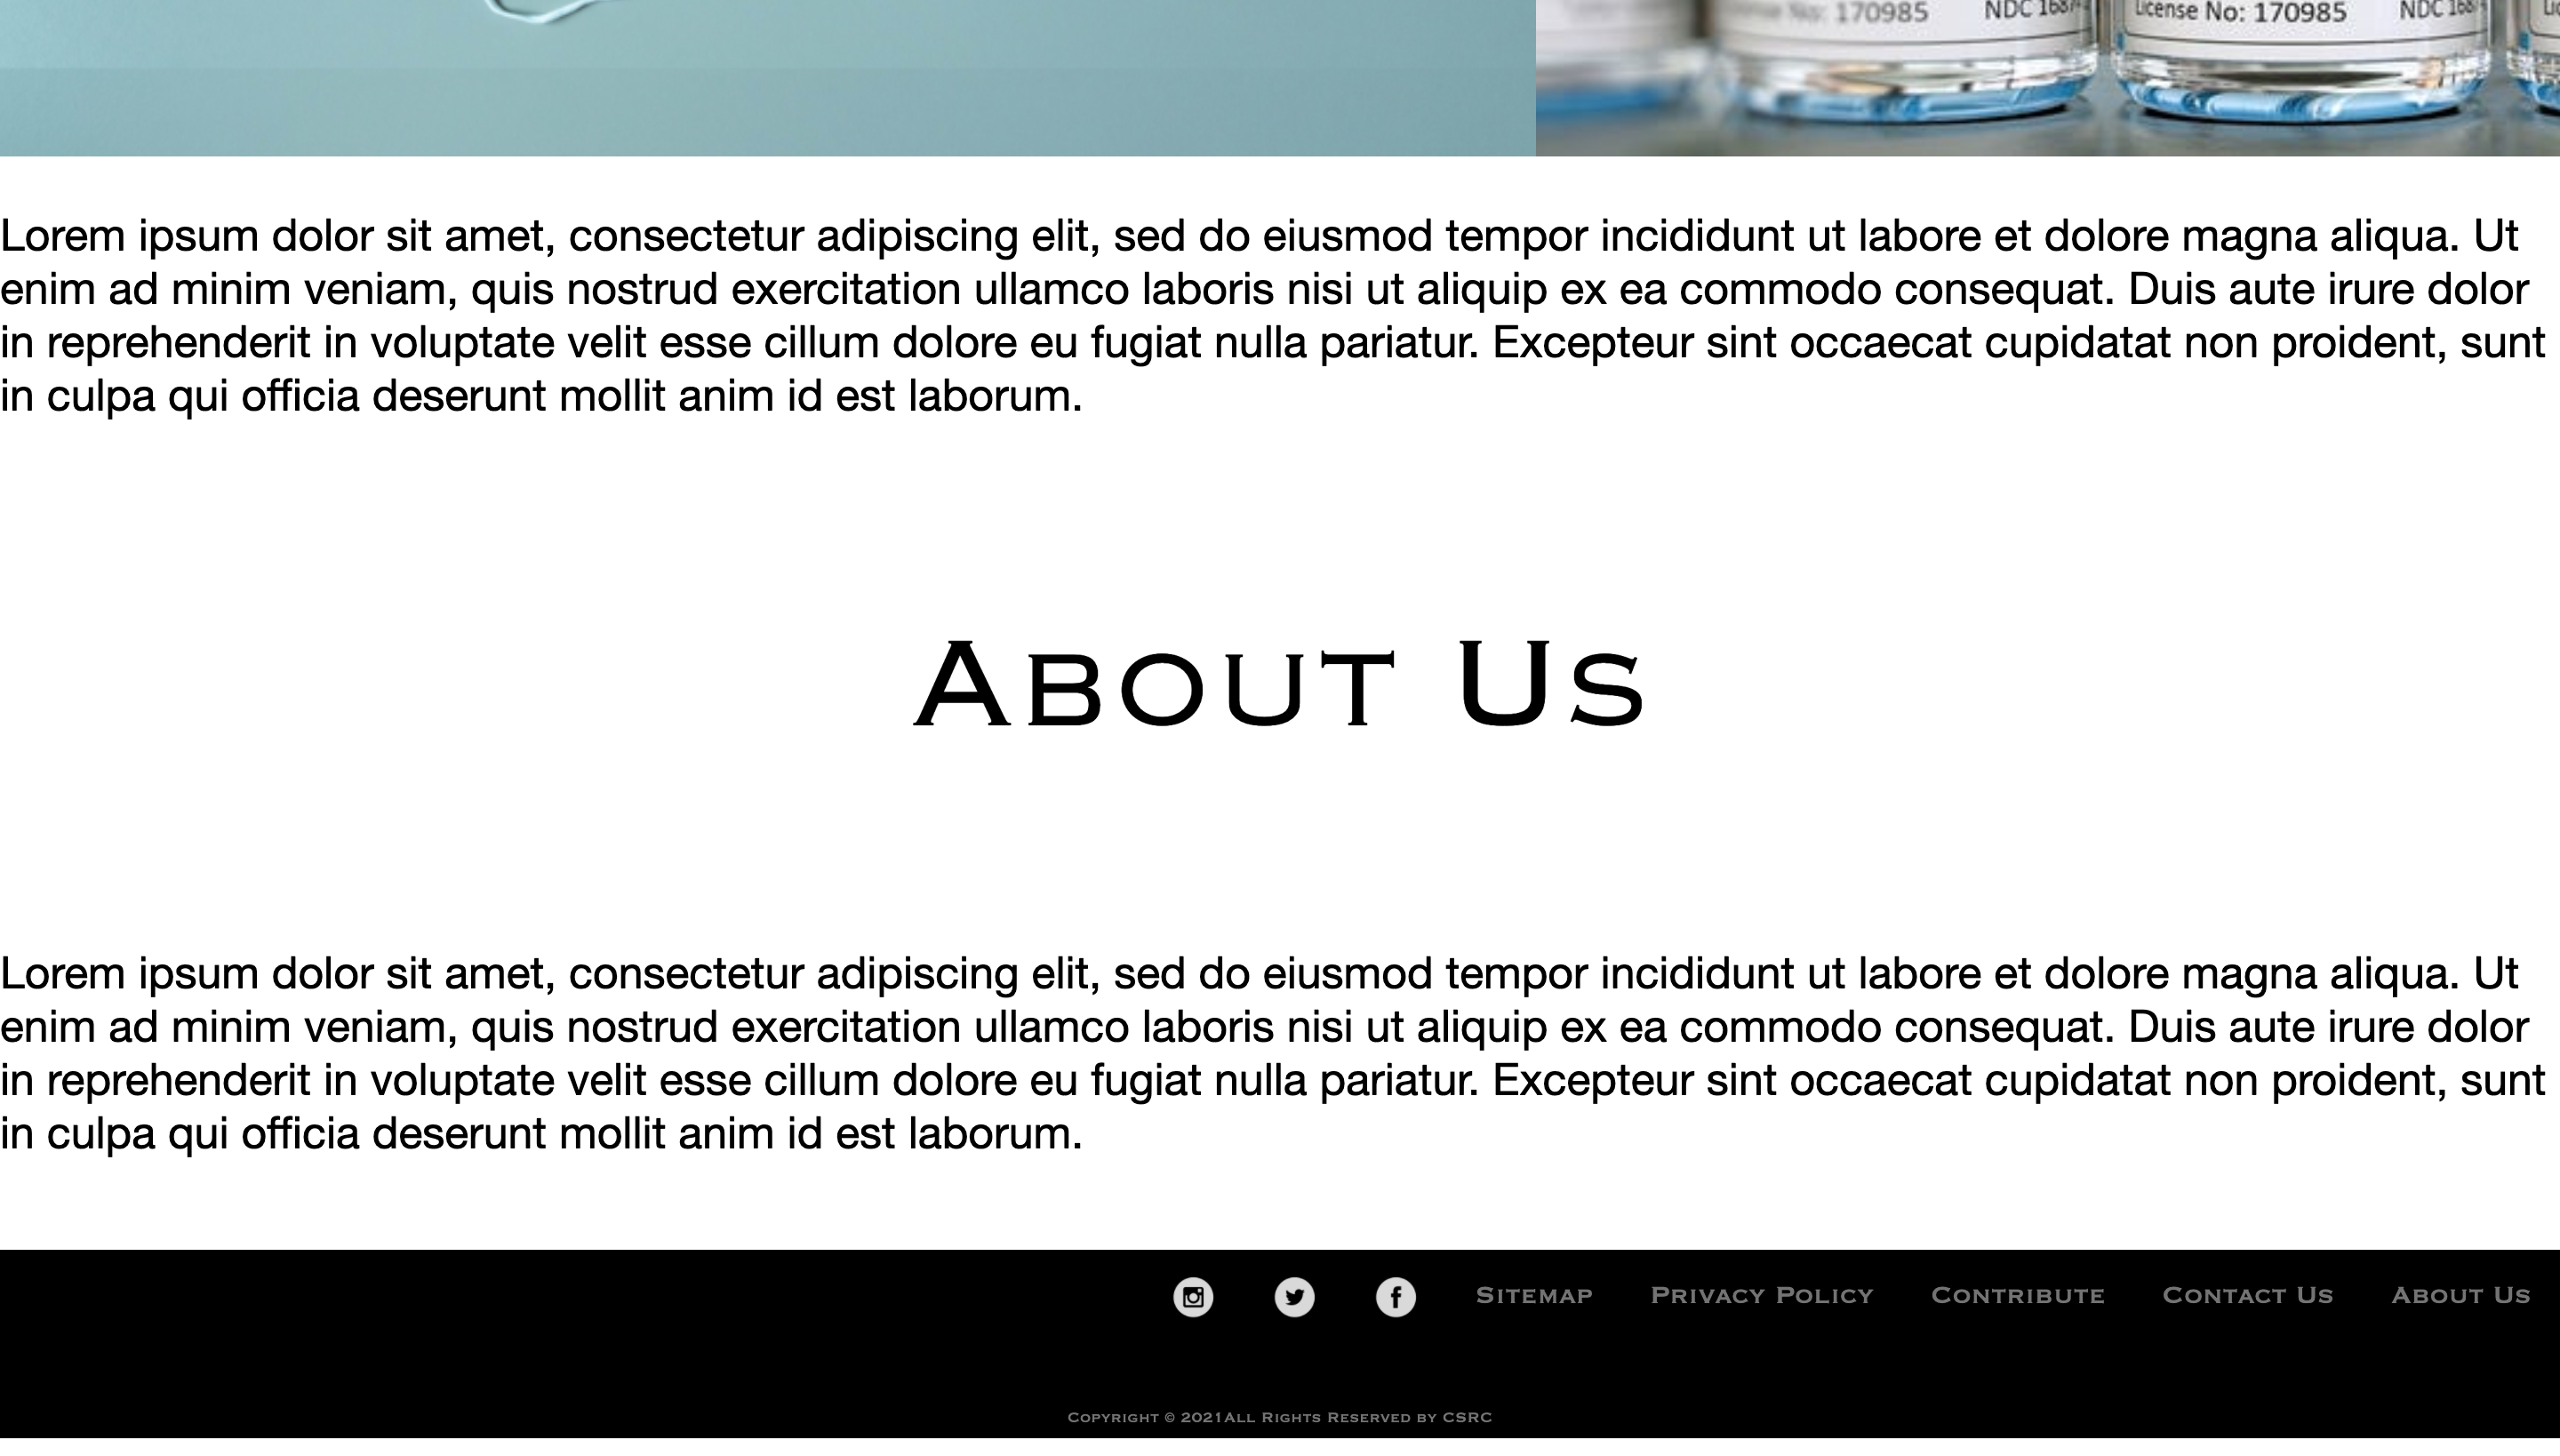 No: 170985 NDC
License No: 170985 NDC
Lorem ipsum dolor sit amet, consectetur adipiscing elit, sed do eiusmod tempor incididunt ut labore et dolore magna aliqua. Ut
enim ad minim veniam, quis nostrud exercitation ullamco laboris nisi ut aliquip ex ea commodo consequat. Duis aute irure dolor
in reprehenderit in voluptate velit esse cillum dolore eu fugiat nulla pariatur. Excepteur sint occaecat cupidatat non proident, sunt
in culpa qui officia deserunt mollit anim id est laborum.
About Us
Lorem ipsum dolor sit amet, consectetur adipiscing elit, sed do eiusmod tempor incididunt ut labore et dolore magna aliqua. Ut
enim ad minim veniam, quis nostrud exercitation ullamco laboris nisi ut aliquip ex ea commodo consequat. Duis aute irure dolor
in reprehenderit in voluptate velit esse cillum dolore eu fugiat nulla pariatur. Excepteur sint occaecat cupidatat non proident, sunt
in culpa qui officia deserunt mollit anim id est laborum.
Sitemap Privacy Policy Contribute Contact Us About Us
Copyright © 2021All Rights Reserved by CSRC